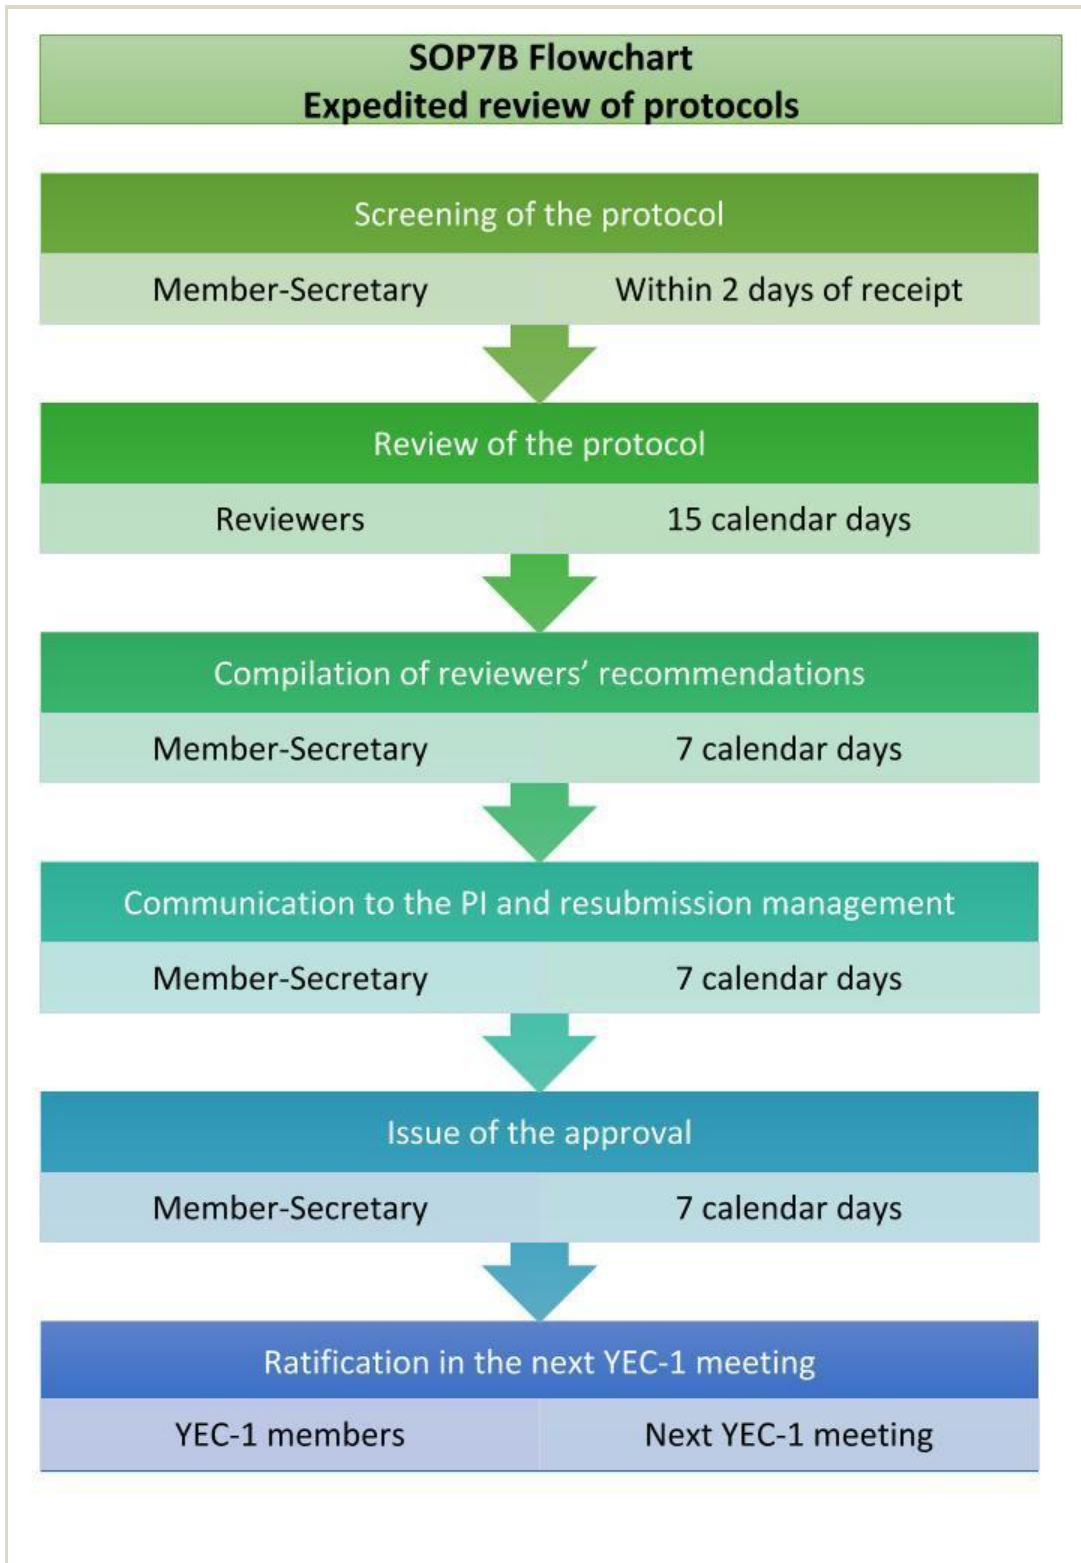 SOP7B Flowchart
Expedited review of protocols
Screening of the protocol
Member-Secretary
Within 2 days of receipt
Review of the protocol
Reviewers
15 calendar days
Compilation of reviewers’ recommendations
Member-Secretary
7 calendar days
Communication to the PI and resubmission management
Member-Secretary
7 calendar days
Issue of the approval
Member-Secretary
7 calendar days
Ratification in the next YEC-1 meeting
YEC-1 members
Next YEC-1 meeting